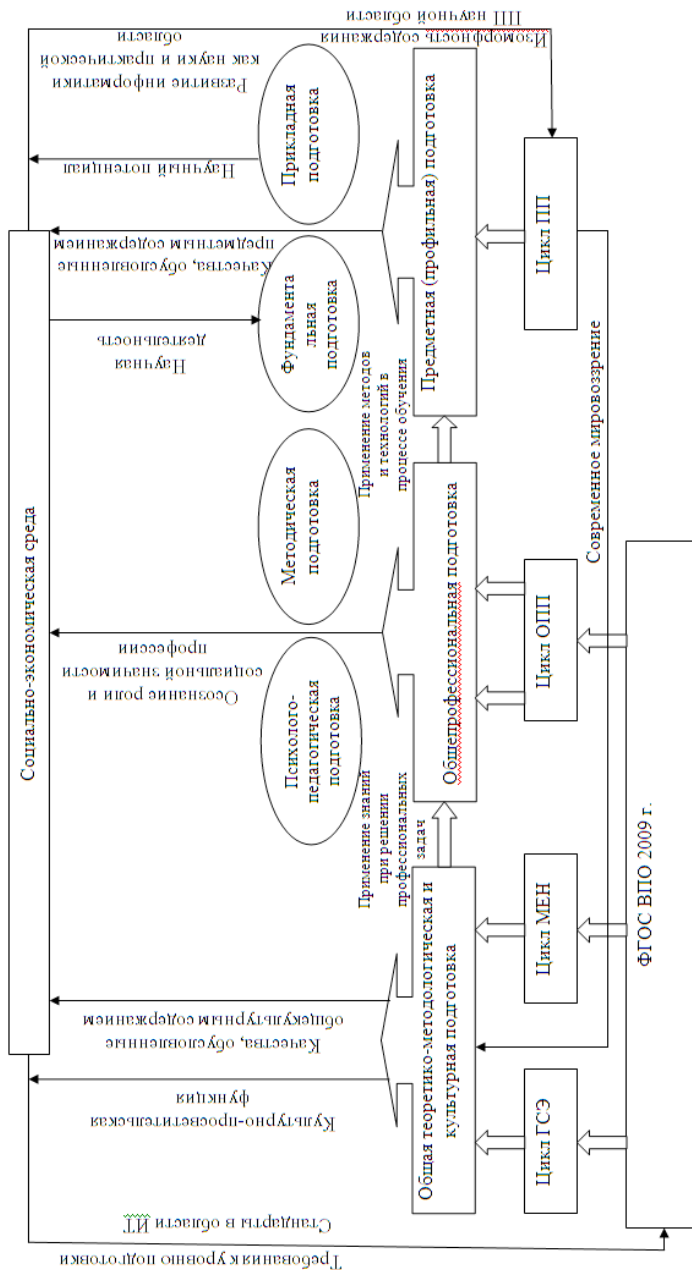 Социально-экономическая среда
Требования к уровню подготовки
Стандарты в области ИТ
Культурно-просветительская
функция
Качества, обусловленные
общекультурным содержанием
Осознание роли и
социальной значимости
профессии
Научная
деятельность
Качества, обусловленные
предметным содержанием
Научный потенциал
Развитие информатики
как науки и практической
области
Изоморфность содержания
ПП научной области
Психолого-
педагогическая
подготовка
Методическая
подготовка
Фундамента
льная
подготовка
Прикладная
подготовка
Применение знаний
при решении
профессиональных
задач
Применение методов
и технологий в
процессе обучения
Общая теоретико-методологическая и
культурная подготовка
Общепрофессиональная подготовка
Предметная (профильная) подготовка
Цикл ГСЭ
Цикл МЕН
Цикл ОПП
Цикл ПП
Современное мировоззрение
ФГОС ВПО 2009 г.